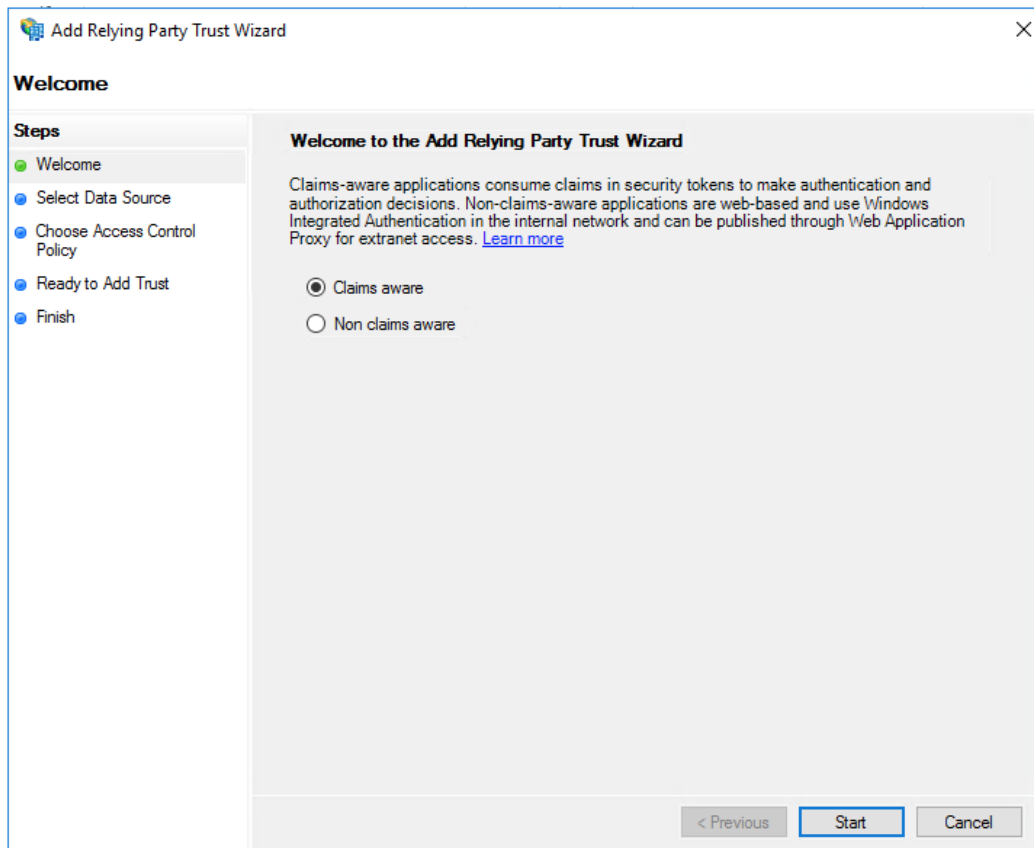 Add Relying Party Trust Wizard
Welcome
Steps
Welcome
Select Data Source
Choose Access Control
Policy
Ready to Add Trust
Finish
Welcome to the Add Relying Party Trust Wizard
Claims-aware applications consume claims in security tokens to make authentication and
authorization decisions. Non-claims-aware applications are web-based and use Windows
Integrated Authentication in the internal network and can be published through Web Application
Proxy for extranet access. Learn more
Claims aware
Non claims aware
< Previous
Start
Cancel